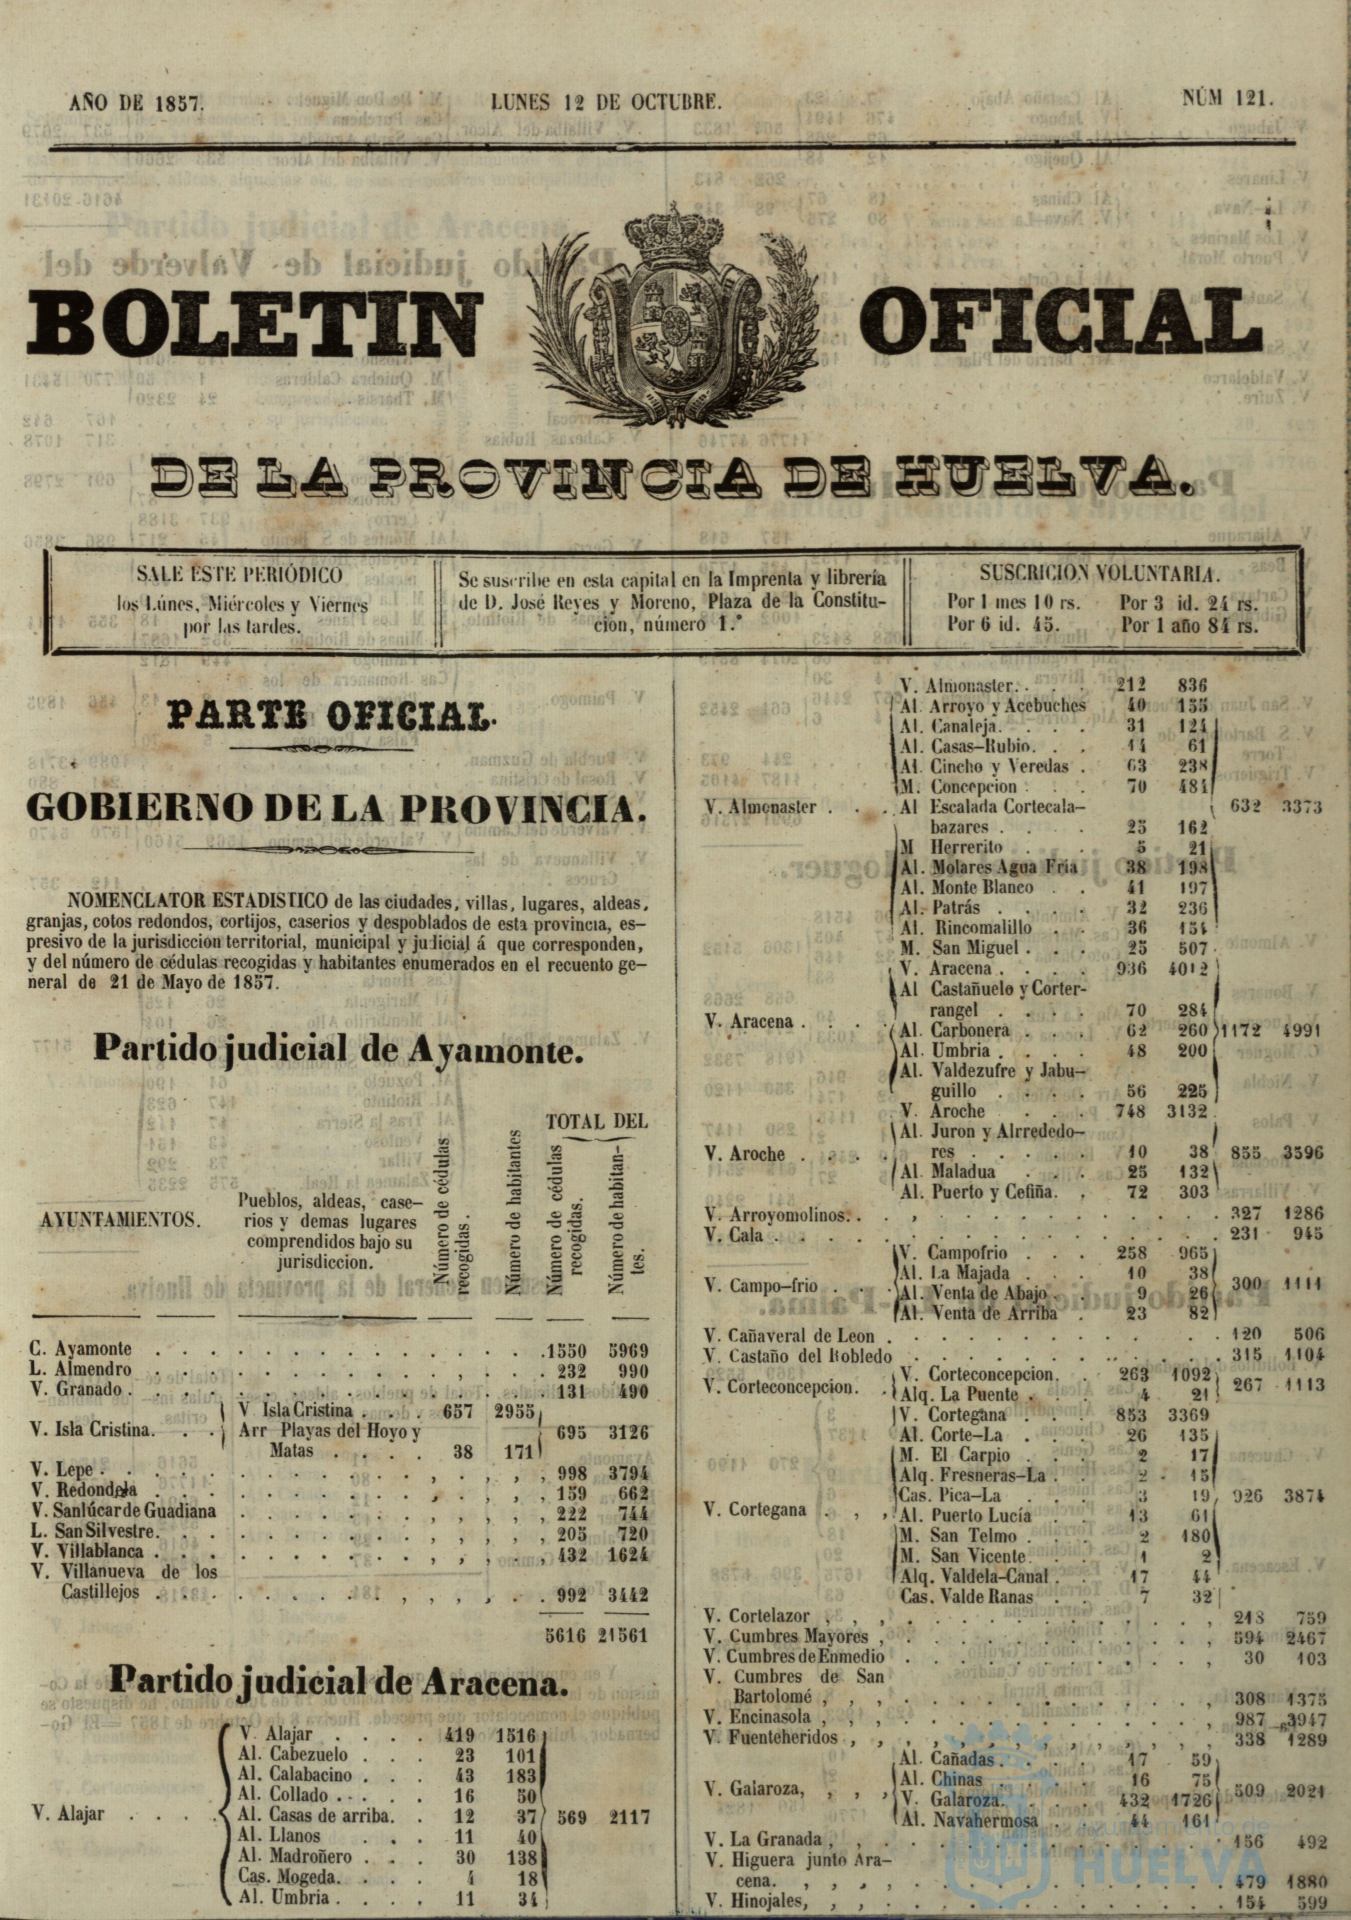 AÑO DE 1857.
LUNES 12 DE OCTUBRE.
NÚM 121.
BOLETIN OFICIAL
DE LA PROVINCIA DE HUELVA.
SALE ESTE PERIÓDICO
los Lúnes, Miércoles y Viernes
por las tardes.
Se suscribe en esta capital en la Imprenta y librería
de D. José Reyes y Moreno, Plaza de la Constitu-
cion, número 1.°
SUSCRICION VOLUNTARIA.
Por 1 mes 10 rs. Por 3 id. 24 rs.
Por 6 id. 45. Por 1 año 84 rs.
PARTE OFICIAL.
GOBIERNO DE LA PROVINCIA.
NOMENCLATOR ESTADISTICO de las ciudades, villas, lugares, aldeas,
granjas, cotos redondos, cortijos, caserios y despoblados de esta provincia, es-
presivo de la jurisdiccion territorial, municipal y judicial á que corresponden,
y del número de cédulas recogidas y habitantes enumerados en el recuento ge-
neral de 21 de Mayo de 1857.
Partido judicial de Ayamonte.
AYUNTAMIENTOS.
Pueblos, aldeas, case-
rios y demas lugares
comprendidos bajo su
jurisdiccion.
Número de cédulas
recogidas.
Número de habitantes
TOTAL DEL
Número de cédulas
recogidas.
Número de habitan-
tes.
C. Ayamonte . . . 1550 5969
L. Almendro . . . 232 990
V. Granado . . . 131 490
V Isla Cristina . . . 657 2955
V. Isla Cristina. . . Arr Playas del Hoyo y 695 3126
Matas . . . . 38 171
V. Lepe . . . 998 3794
V. Redondela . . . 159 662
V. Sanlúcar de Guadiana . . . 222 744
L. San Silvestre. . . 205 720
V. Villablanca . . . 432 1624
V. Villanueva de los
Castillejos . . . 992 3442
5616 21561
Partido judicial de Aracena.
V. Alajar . . . . 419 1516
Al. Cabezuelo . . . 23 101
Al. Calabacino . . . 43 183
Al. Collado . . . . 16 50
V. Alajar . . . . Al. Casas de arriba. . 12 37 569 2117
Al. Llanos . . . 11 40
Al. Madroñero . . . 30 138
Cas. Mogeda. . . . 4 18
Al. Umbria . . . . 11 34
V. Almonaster. . . . 212 836
Al. Arroyo y Acebuches 40 155
Al. Canaleja. . . . 31 124
Al. Casas-Rubio. . . 14 61
Al. Cincho y Veredas . 63 238
M. Concepcion . . . 70 481
V. Almonaster . . . Al Escalada Cortecala- 632 3373
bazares . . . 25 162
M Herrerito . . 5 21
Al. Molares Agua Fria 38 198
Al. Monte Blanco . . 41 197
Al. Patrás . . . . 32 236
Al. Rincomalillo . . 36 154
M. San Miguel . . . 25 507
V. Aracena . . . . 936 4012
Al Castañuelo y Corter-
rangel . . . . 70 284
V. Aracena . . . . Al. Carbonera . . . 62 260 1172 4991
Al. Umbria . . . . 48 200
Al. Valdezufre y Jabu-
guillo . . . . 56 225
V. Aroche . . . 748 3132
Al. Juron y Alrrededo-
V. Aroche . . . . res . . . . . 10 38 855 3596
Al. Maladua . . . 25 132
Al. Puerto y Cefiña. . 72 303
V. Arroyomolinos. . . 327 1286
V. Cala . . . 231 945
V. Campofrio . . . 258 965
Al. La Majada . . . 10 38
V. Campo-frio . . . Al. Venta de Abajo . . 9 26 300 1111
Al. Venta de Arriba . 23 82
V. Cañaveral de Leon . . . 120 506
V. Castaño del Robledo . . . 315 1104
V. Corteconcepcion. . 263 1092
V. Corteconcepcion. . Alq. La Puente . . 4 21 267 1113
V. Cortegana . . . 853 3369
Al. Corte-La . . . 26 135
M. El Carpio . . . 2 17
Alq. Fresneras-La . . 2 15
Cas. Pica-La . . . 3 19 926 3874
V. Cortegana . , , Al. Puerto Lucía . . 13 61
M. San Telmo . . . 2 180
M. San Vicente. . . 1 2
Alq. Valdela-Canal . . 17 44
Cas. Valde Ranas . . 7 32
V. Cortelazor , , , . . . 218 759
V. Cumbres Mayores , . . . 594 2467
V. Cumbres de Enmedio . . . 30 103
V. Cumbres de San
Bartolomé , , , . . . 308 1375
V. Encinasola , , , . . . 987 3947
V. Fuenteheridos , , , . . . 338 1289
Al. Cañadas . . . . 17 59
Al. Chinas . . . . 16 75
V. Galaroza, , , , V. Galaroza. . . . 432 1726 509 2021
Al. Navahermosa . . 44 161
V. La Granada , , . . . 156 492
V. Higuera junto Ara-
cena. , , , , . . . 479 1880
V. Hinojales, , , . . . 154 599
Ayuntamiento de
HUELVA